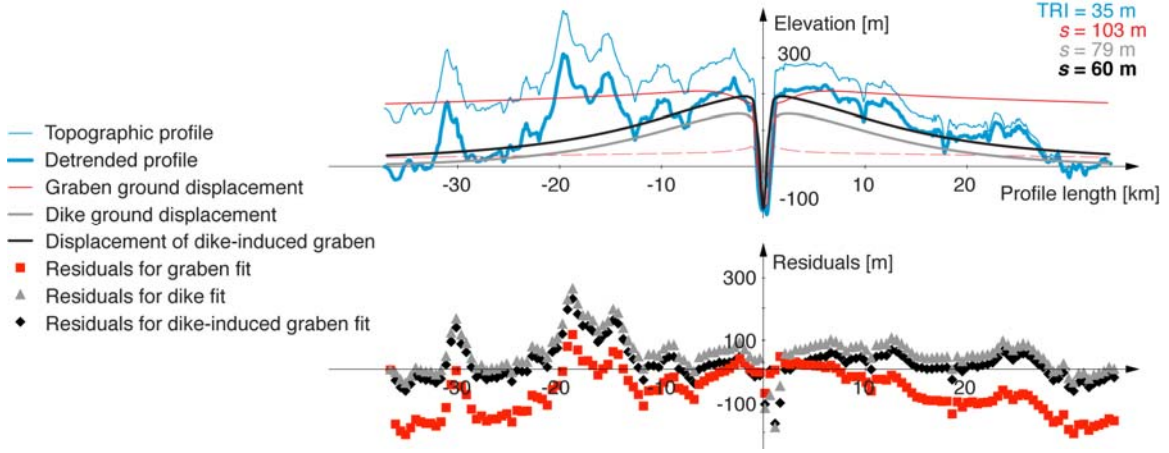 Elevation [m]
TRI = 35 m
s = 103 m
s = 79 m
s = 60 m
300
Topographic profile
Detrended profile
Graben ground displacement
Dike ground displacement
Displacement of dike-induced graben
Residuals for graben fit
Residuals for dike fit
Residuals for dike-induced graben fit
-30 -20 -10 10 20 Profile length [km]
-100
Residuals [m]
300
100
-30 -20 -10 10 20
-100